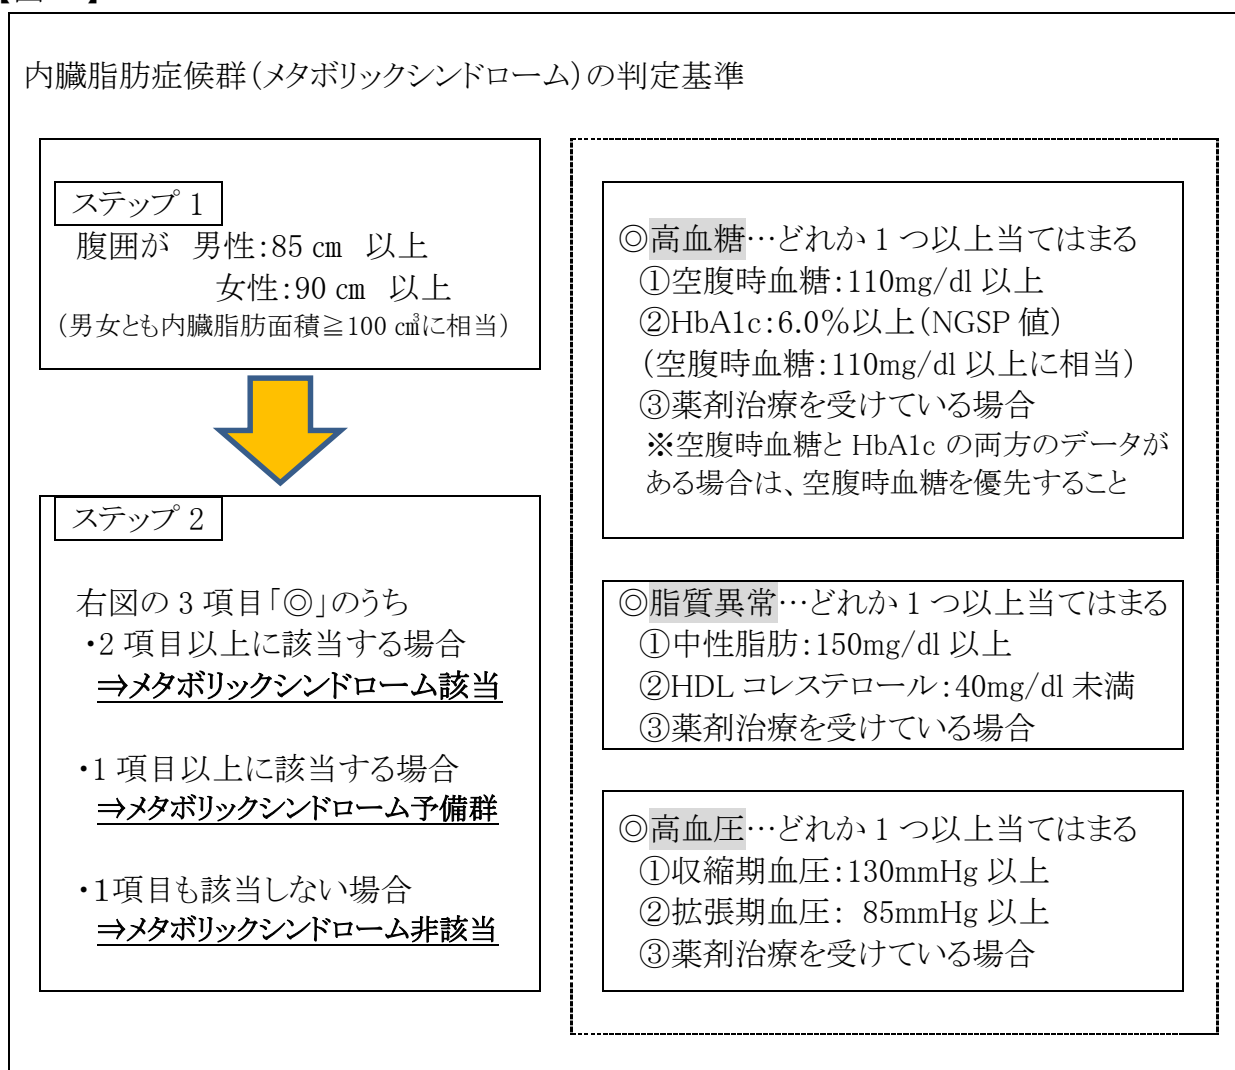 内臓脂肪症候群(メタボリックシンドローム)の判定基準
ステップ 1
腹囲が 男性:85 ㎝ 以上
女性:90 ㎝ 以上
(男女とも内臓脂肪面積≧100 ㎤に相当)
ステップ 2
右図の 3 項目「◎」のうち
・2 項目以上に該当する場合
⇒メタボリックシンドローム該当
・1 項目以上に該当する場合
⇒メタボリックシンドローム予備群
・1項目も該当しない場合
⇒メタボリックシンドローム非該当
◎高血糖…どれか 1 つ以上当てはまる
①空腹時血糖:110mg/dl 以上
②HbA1c:6.0%以上(NGSP 値)
(空腹時血糖:110mg/dl 以上に相当)
③薬剤治療を受けている場合
※空腹時血糖と HbA1c の両方のデータが
ある場合は、空腹時血糖を優先すること
◎脂質異常…どれか 1 つ以上当てはまる
①中性脂肪:150mg/dl 以上
②HDL コレステロール:40mg/dl 未満
③薬剤治療を受けている場合
◎高血圧…どれか 1 つ以上当てはまる
①収縮期血圧:130mmHg 以上
②拡張期血圧: 85mmHg 以上
③薬剤治療を受けている場合